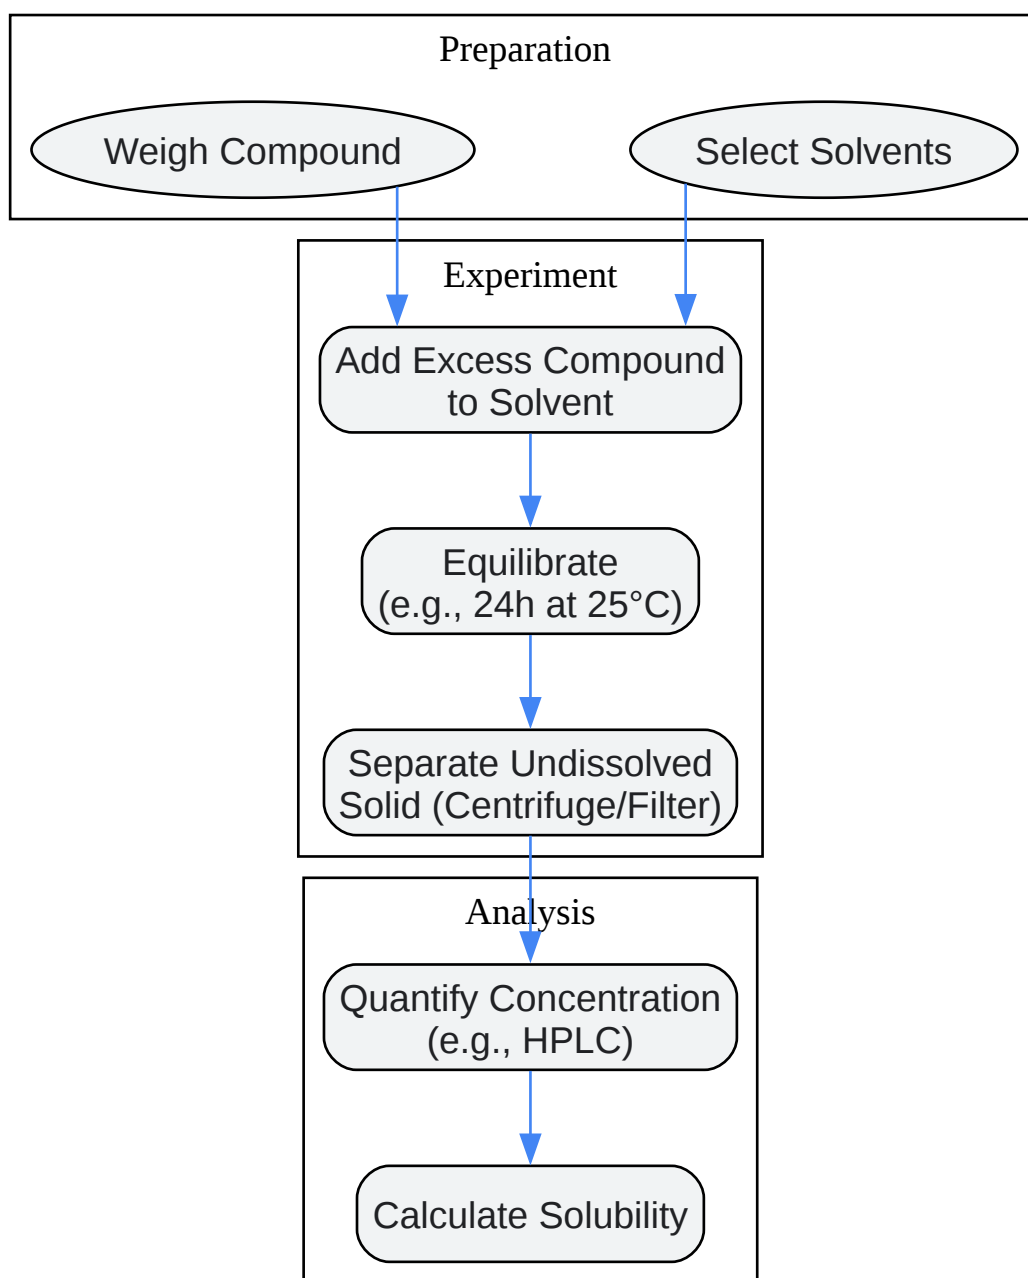 Preparation
Weigh Compound
Select Solvents
Experiment
Add Excess Compound
to Solvent
Equilibrate
(e.g., 24h at 25°C)
Separate Undissolved
Solid (Centrifuge/Filter)
Analysis
Quantify Concentration
(e.g., HPLC)
Calculate Solubility